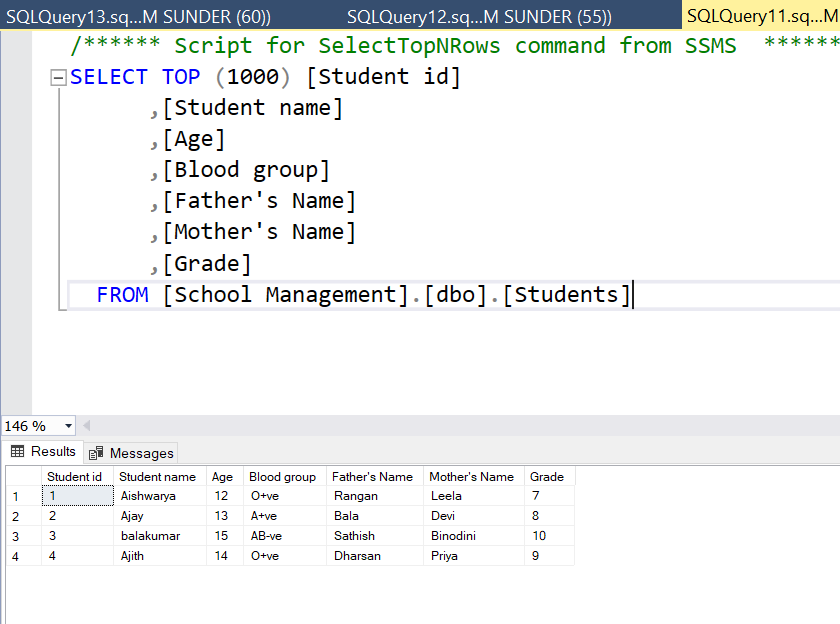 SQLQuery13.sq...M SUNDER (60)) SQLQuery12.sq...M SUNDER (55)) SQLQuery11.sq...M
/****** Script for SelectTopNRows command from SSMS ******
SELECT TOP (1000) [Student id]
,[Student name]
,[Age]
,[Blood group]
,[Father's Name]
,[Mother's Name]
,[Grade]
FROM [School Management].[dbo].[Students]
146 %
Results Messages
Student id Student name Age Blood group Father's Name Mother's Name Grade
1 1 Aishwarya 12 O+ve Rangan Leela 7
2 2 Ajay 13 A+ve Bala Devi 8
3 3 balakumar 15 AB-ve Sathish Binodini 10
4 4 Ajith 14 O+ve Dharsan Priya 9